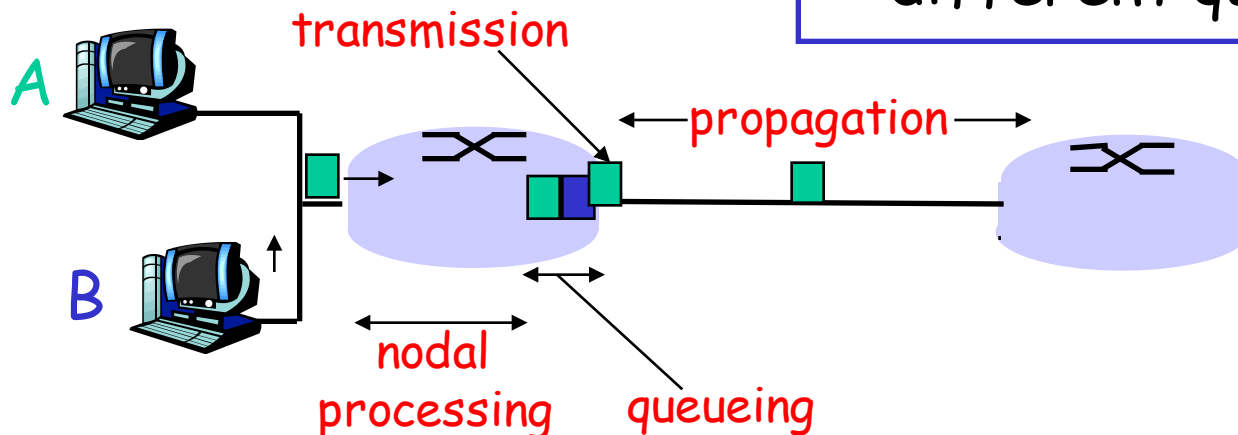 transmission
A
propagation
B
nodal
processing
queueing